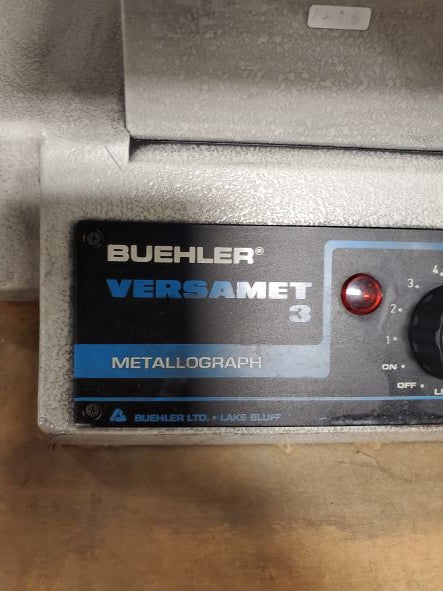 BUEHLER®
VERSAMET
3
METALLOGRAPH
BUEHLER LTD. • LAKE BLUFF
4
3
2
1
ON
OFF